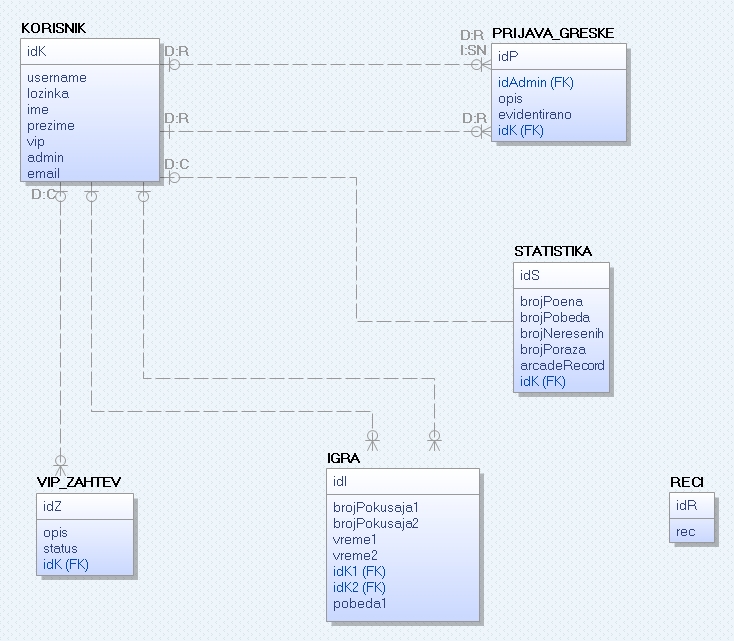 KORISNIK
idK
username
lozinka
ime
prezime
vip
admin
email
D:R
D:R
I:SN
D:R
D:R
D:C
D:C
PRIJAVA_GRESKE
idP
idAdmin (FK)
opis
evidentirano
idK (FK)
STATISTIKA
idS
brojPoena
brojPobeda
brojNeresenih
brojPoraza
arcadeRecord
idK (FK)
VIP_ZAHTEV
idZ
opis
status
idK (FK)
IGRA
idI
brojPokusaja1
brojPokusaja2
vreme1
vreme2
idK1 (FK)
idK2 (FK)
pobeda1
RECI
idR
rec